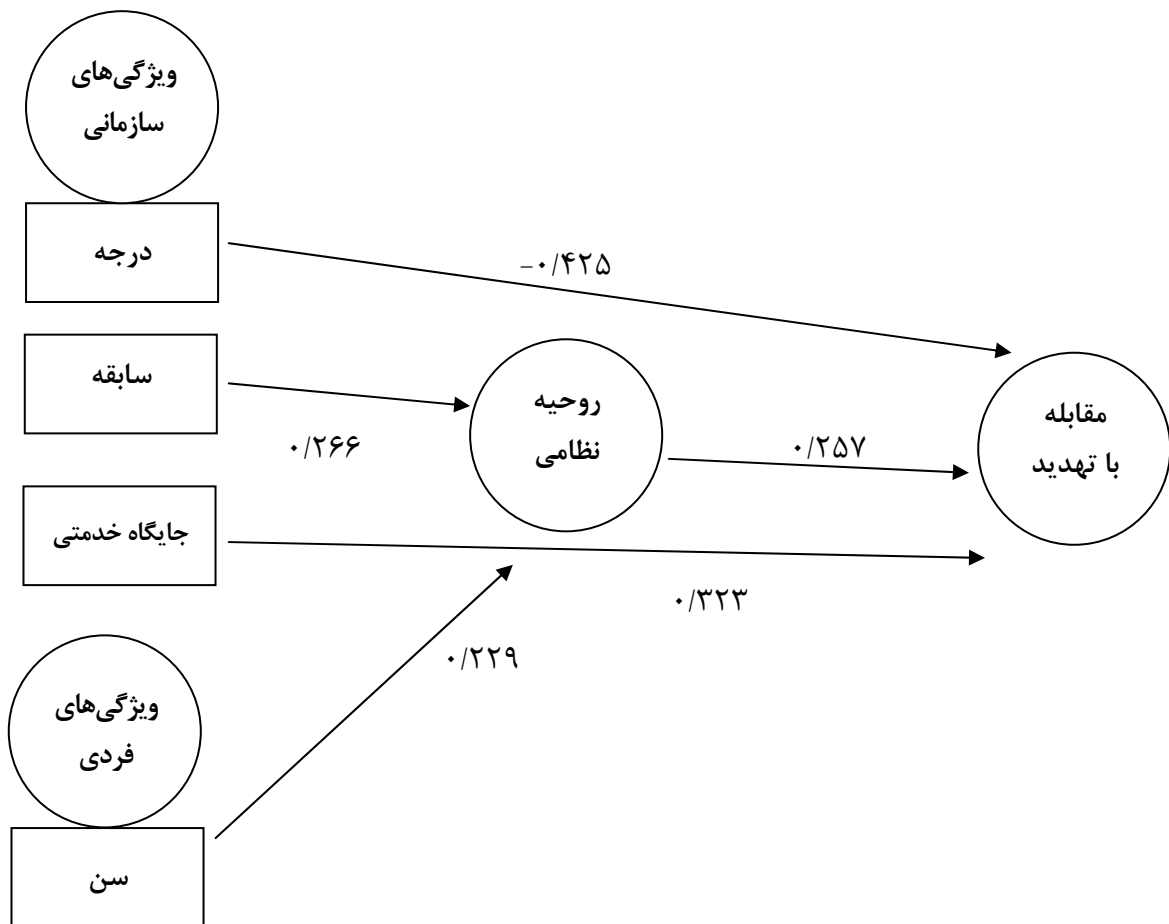 ویژگی‌های
سازمانی
درجه
-۰/۴۲۵
سابقه
۰/۲۶۶
روحیه
نظامی
۰/۲۵۷
مقابله
با تهدید
جایگاه خدمتی
۰/۳۲۳
۰/۲۲۹
ویژگی‌های
فردی
سن